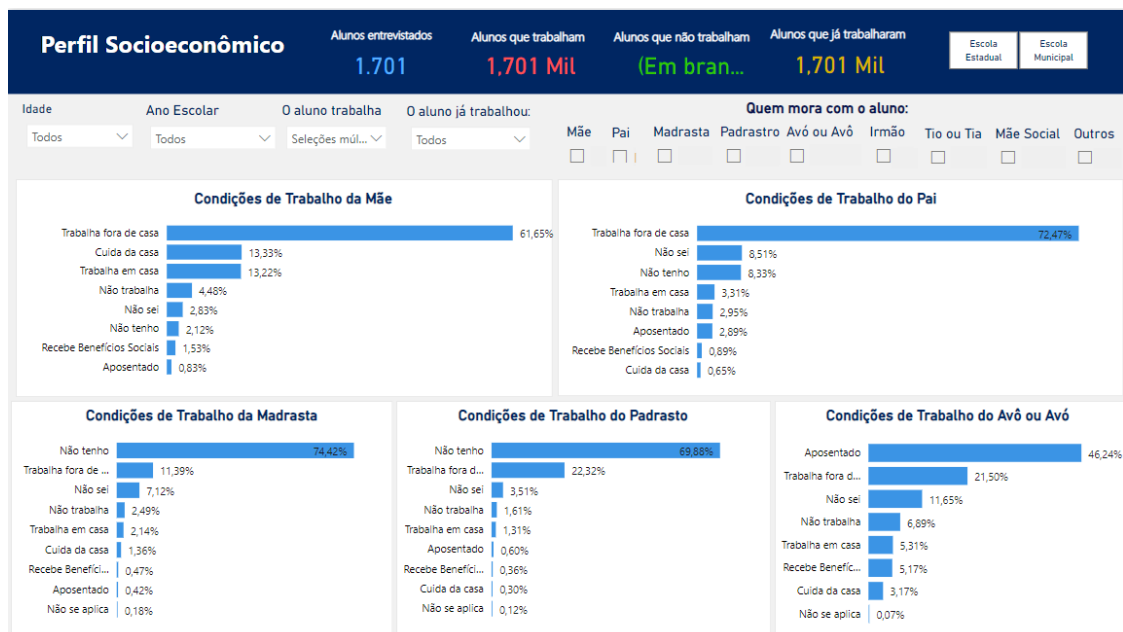 Perfil Socioeconômico
Alunos entrevistados
1.701
Alunos que trabalham
1,701 Mil
Alunos que não trabalham
(Em bran...
Alunos que já trabalharam
1,701 Mil
Escola
Estadual
Escola
Municipal
Idade
Todos
Ano Escolar
Todos
O aluno trabalha
Seleções múl...
O aluno já trabalhou:
Todos
Quem mora com o aluno:
Mãe
Pai
Madrasta
Padrastro
Avó ou Avô
Irmão
Tio ou Tia
Mãe Social
Outros
Condições de Trabalho da Mãe
Trabalha fora de casa 61,65%
Cuida da casa 13,33%
Trabalha em casa 13,22%
Não trabalha 4,48%
Não sei 2,83%
Não tenho 2,12%
Recebe Benefícios Sociais 1,53%
Aposentado 0,83%
Condições de Trabalho do Pai
Trabalha fora de casa 72,47%
Não sei 8,51%
Não tenho 8,33%
Trabalha em casa 3,31%
Não trabalha 2,95%
Aposentado 2,89%
Recebe Benefícios Sociais 0,89%
Cuida da casa 0,65%
Condições de Trabalho da Madrasta
Não tenho 74,42%
Trabalha fora de ... 11,39%
Não sei 7,12%
Não trabalha 2,49%
Trabalha em casa 2,14%
Cuida da casa 1,36%
Recebe Benefíci... 0,47%
Aposentado 0,42%
Não se aplica 0,18%
Condições de Trabalho do Padrasto
Não tenho 69,88%
Trabalha fora d... 22,32%
Não sei 3,51%
Não trabalha 1,61%
Trabalha em casa 1,31%
Aposentado 0,60%
Recebe Benefíci... 0,36%
Cuida da casa 0,30%
Não se aplica 0,12%
Condições de Trabalho do Avô ou Avó
Aposentado 46,24%
Trabalha fora d... 21,50%
Não sei 11,65%
Não trabalha 6,89%
Trabalha em casa 5,31%
Recebe Benefíc... 5,17%
Cuida da casa 3,17%
Não se aplica 0,07%